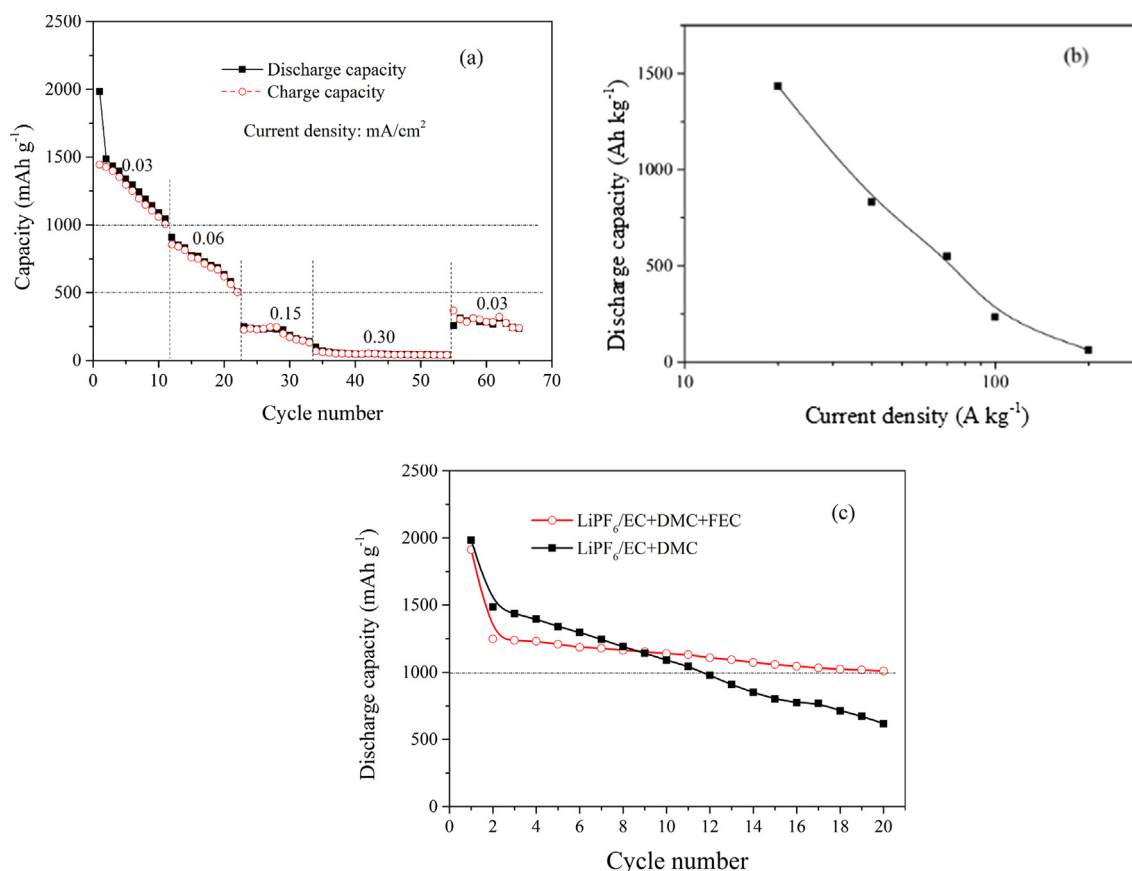 (a)
Discharge capacity
Charge capacity
Current density: mA/cm²
0.03
0.06
0.15
0.30
0.03
2500
2000
1500
1000
500
0
0 10 20 30 40 50 60 70
Capacity (mAh g⁻¹)
Cycle number
(b)
1500
1000
500
0
10 100
Discharge capacity (Ah kg⁻¹)
Current density (A kg⁻¹)
(c)
LiPF₆/EC+DMC+FEC
LiPF₆/EC+DMC
2500
2000
1500
1000
500
0
0 2 4 6 8 10 12 14 16 18 20
Discharge capacity (mAh g⁻¹)
Cycle number